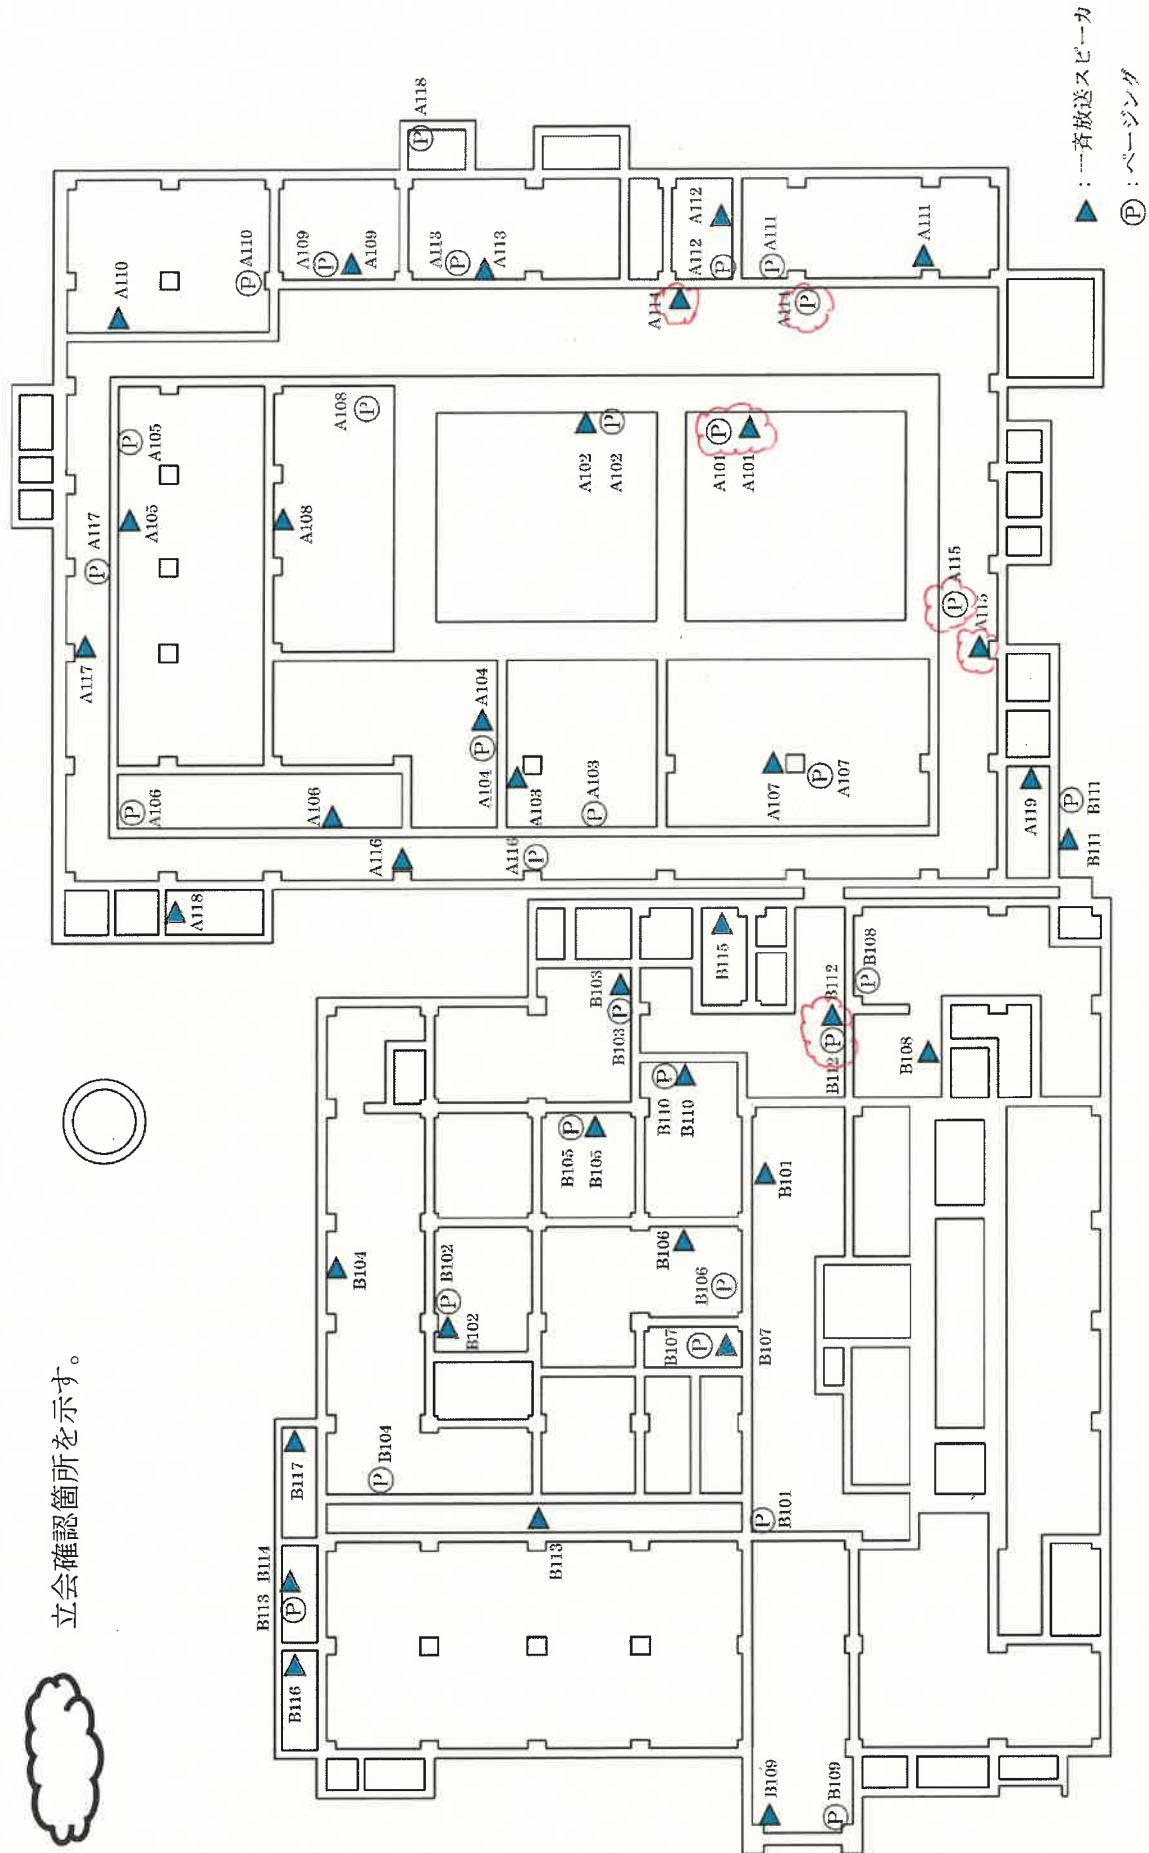 立会確認箇所を示す。
A117
Ⓟ A117
A110
A106 Ⓟ
A105
Ⓟ A105
A118
Ⓟ A110
B113 B114
Ⓟ
B116
B117
A109 Ⓟ
A108
A106
A108 Ⓟ
B104
A109
A116
Ⓟ B104
Ⓟ A118
A113 Ⓟ
Ⓟ B102
B102
A104
A104 Ⓟ
A113
A116 Ⓟ
A103
B113
B105 Ⓟ
A102
Ⓟ A103
B105
B103
A102 Ⓟ
B103 Ⓟ
A114
B110 Ⓟ
B107 Ⓟ
B106
B110
A112 Ⓟ
A112
B106 Ⓟ
A101 Ⓟ
B115
A101
B107
Ⓟ A111
B109
A107
B101
Ⓟ B101
A114 Ⓟ
B112 Ⓟ
B112
Ⓟ B109
Ⓟ A107
Ⓟ B108
B108
A111
Ⓟ A115
A115
A119
B111
Ⓟ B111
▲：一斉放送スピーカ
Ⓟ：ページング